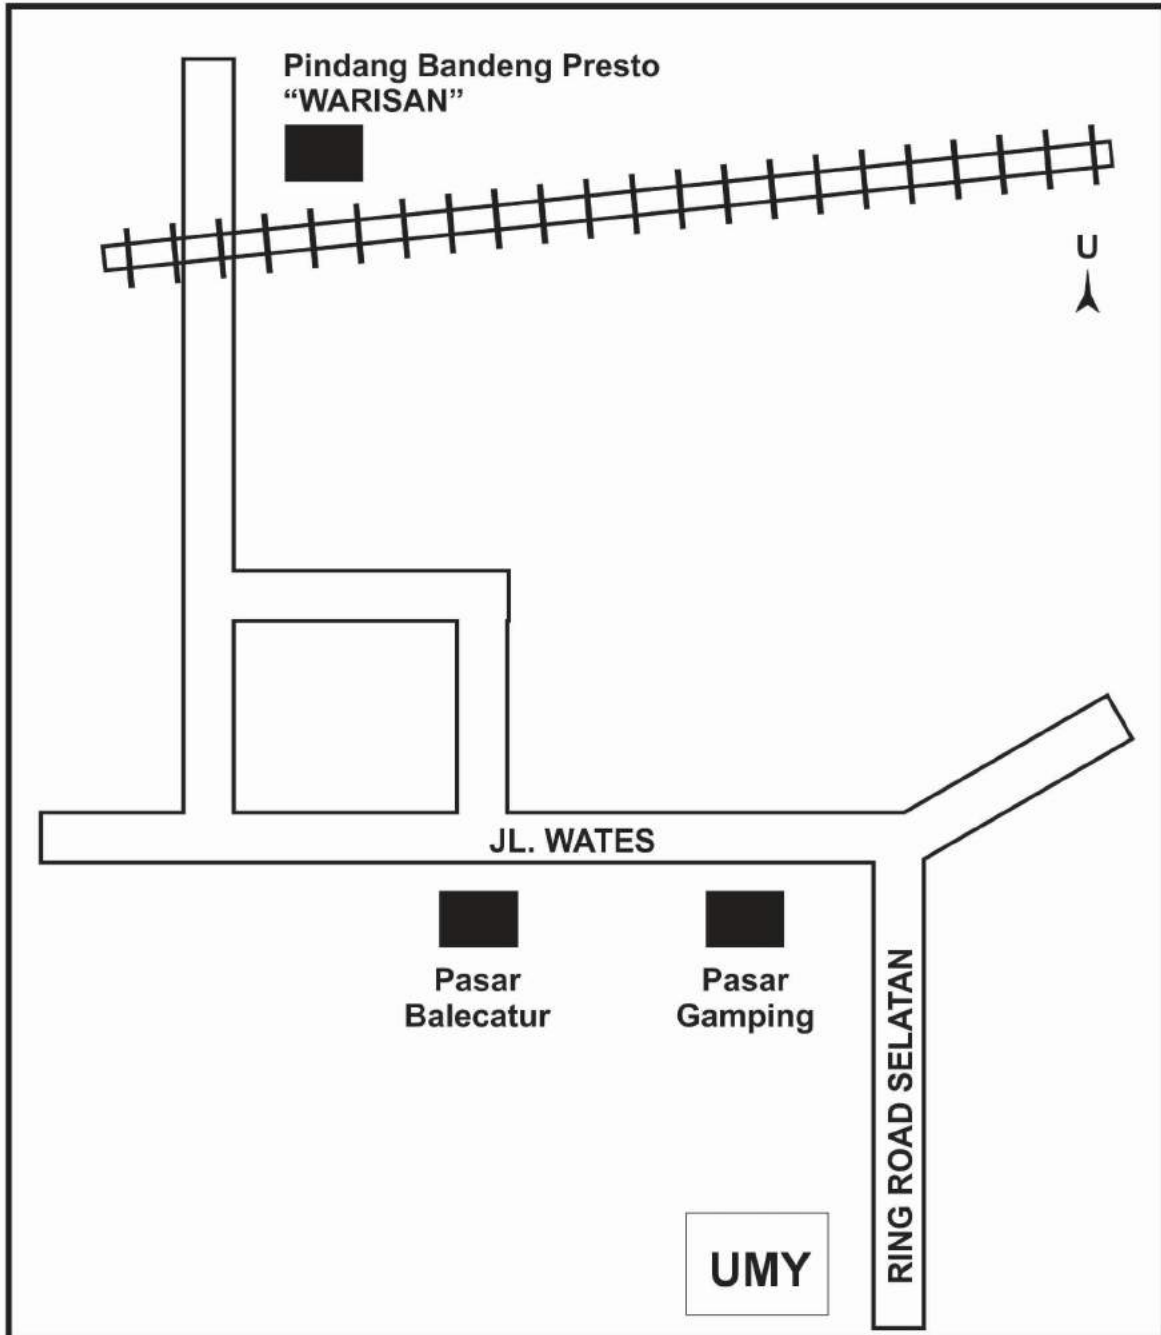 Pindang Bandeng Presto
“WARISAN”
U
JL. WATES
Pasar
Balecatur
Pasar
Gamping
RING ROAD SELATAN
UMY